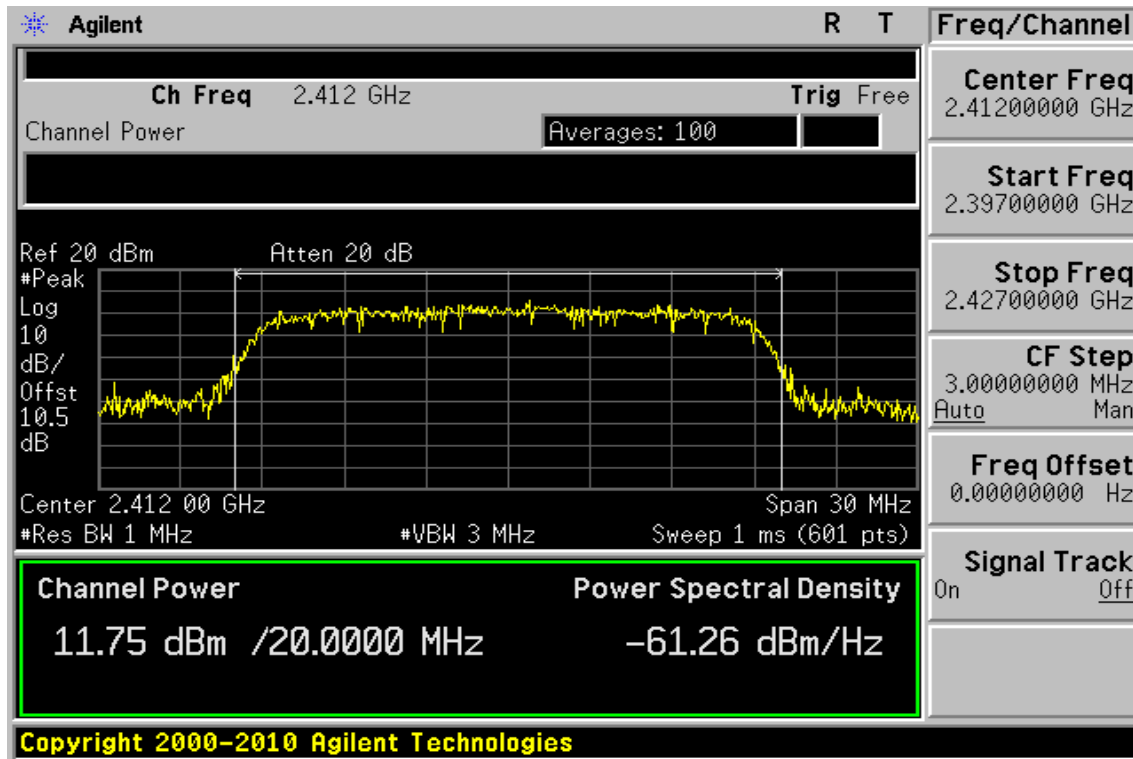 Agilent R T
Ch Freq 2.412 GHz Trig Free
Channel Power
Averages: 100
Ref 20 dBm Atten 20 dB
#Peak
Log
10
dB/
Offst
10.5
dB
Center 2.412 00 GHz Span 30 MHz
#Res BW 1 MHz #VBW 3 MHz Sweep 1 ms (601 pts)
Channel Power Power Spectral Density
11.75 dBm /20.0000 MHz -61.26 dBm/Hz
Copyright 2000-2010 Agilent Technologies
Freq/Channel
Center Freq
2.41200000 GHz
Start Freq
2.39700000 GHz
Stop Freq
2.42700000 GHz
CF Step
3.00000000 MHz
Auto Man
Freq Offset
0.00000000 Hz
Signal Track
On Off